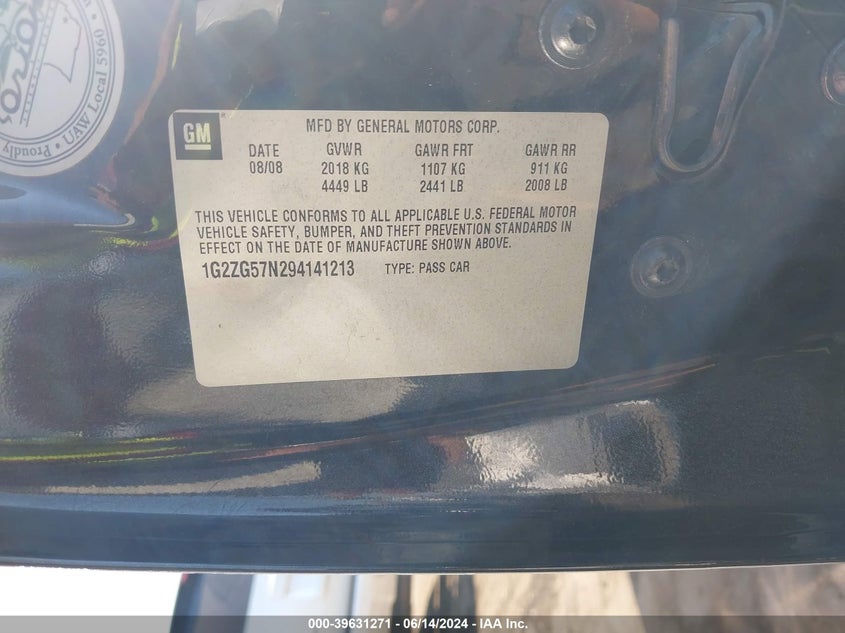 Proudly
UAW Local 5960
GM
MFD BY GENERAL MOTORS CORP.
DATE GVWR GAWR FRT GAWR RR
08/08 2018 KG 1107 KG 911 KG
4449 LB 2441 LB 2008 LB
THIS VEHICLE CONFORMS TO ALL APPLICABLE U.S. FEDERAL MOTOR
VEHICLE SAFETY, BUMPER, AND THEFT PREVENTION STANDARDS IN
EFFECT ON THE DATE OF MANUFACTURE SHOWN ABOVE.
1G2ZG57N294141213 TYPE: PASS CAR
000-39631271 - 06/14/2024 - IAA Inc.